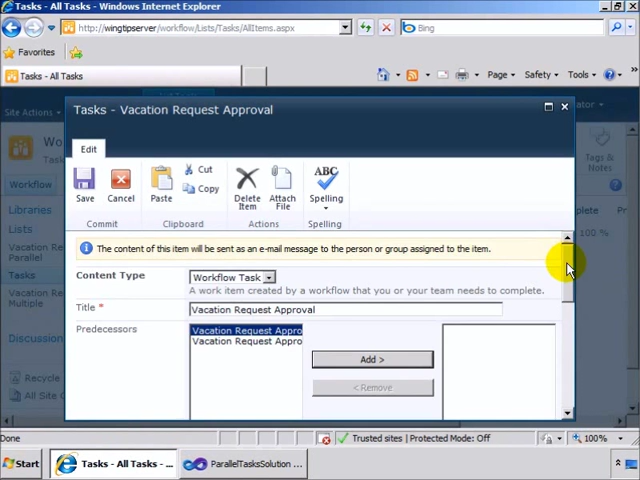 Tasks - All Tasks - Windows Internet Explorer
http://wingtipserver/workflow/Lists/Tasks/AllItems.aspx
Bing
Favorites
Tasks - All Tasks
Page
Safety
Tools
Site Actions
Tasks - Vacation Request Approval
Edit
Save
Cancel
Paste
Cut
Copy
Delete Item
Attach File
ABC
Spelling
Commit
Clipboard
Actions
Spelling
Tags & Notes
Workflow
Libraries
Lists
Vacation Re
Parallel
Tasks
Vacation Re
Multiple
Discussion
Recycle
All Site
plete
100 %
The content of this item will be sent as an e-mail message to the person or group assigned to the item.
Content Type
Workflow Task
A work item created by a workflow that you or your team needs to complete.
Title *
Vacation Request Approval
Predecessors
Vacation Request Appro
Vacation Request Appro
Add >
< Remove
Done
Trusted sites | Protected Mode: Off
100%
Start
Tasks - All Tasks - ...
ParallelTasksSolution ...